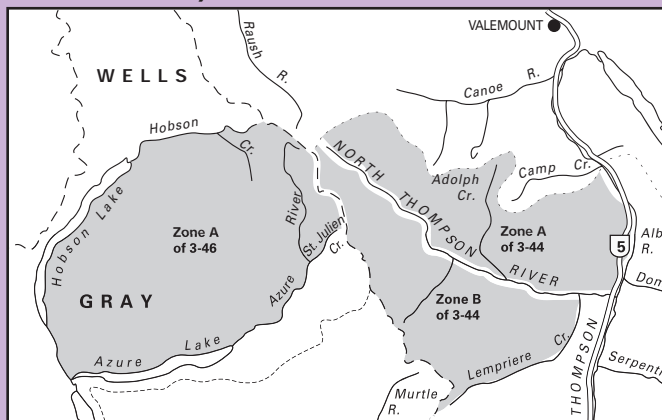 VALEMOUNT
Raush
R.
WELLS
Canoe
R.
Hobson
Cr.
NORTH
THOMPSON
RIVER
Adolph
Cr.
Camp Cr.
Hobson Lake
River
St. Julien
Cr.
Zone A
of 3-46
Zone A
of 3-44
5
Alb
R.
Dom
GRAY
Azure
Zone B
of 3-44
Azure Lake
Lempriere Cr.
THOMPSON
Serpenti
Murtle
R.